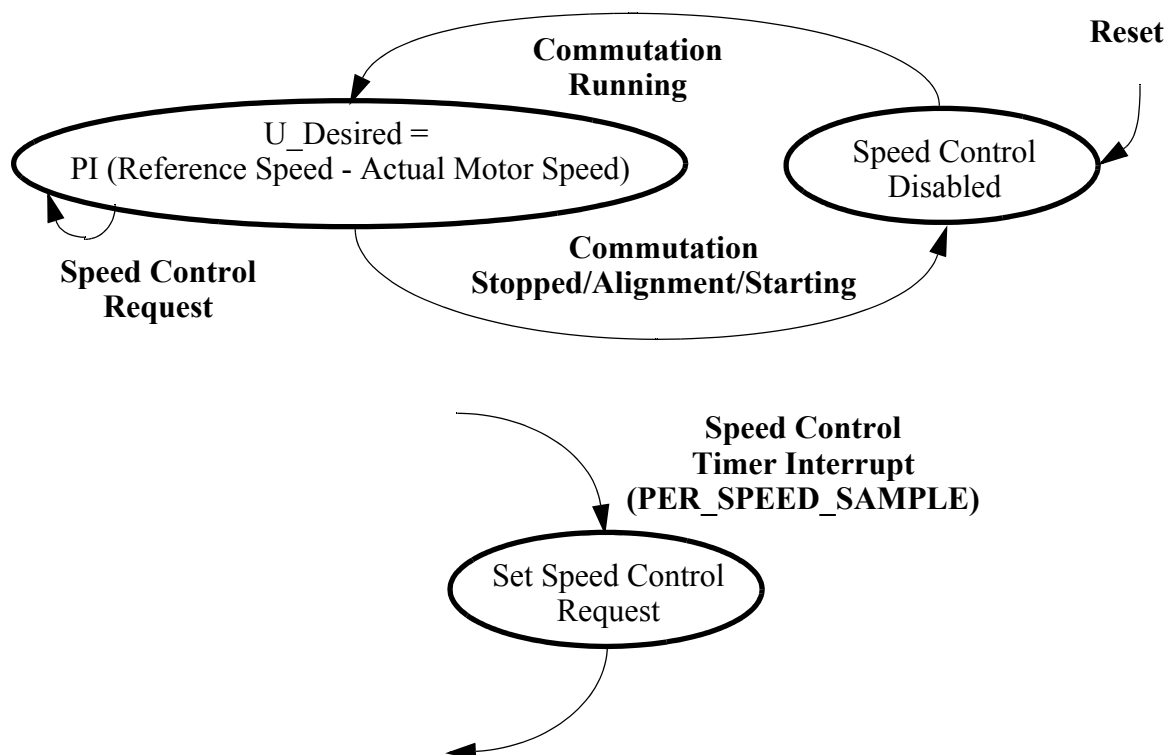 Reset
Commutation
Running
U_Desired =
PI (Reference Speed - Actual Motor Speed)
Speed Control
Disabled
Commutation
Stopped/Alignment/Starting
Speed Control
Request
Speed Control
Timer Interrupt
(PER_SPEED_SAMPLE)
Set Speed Control
Request